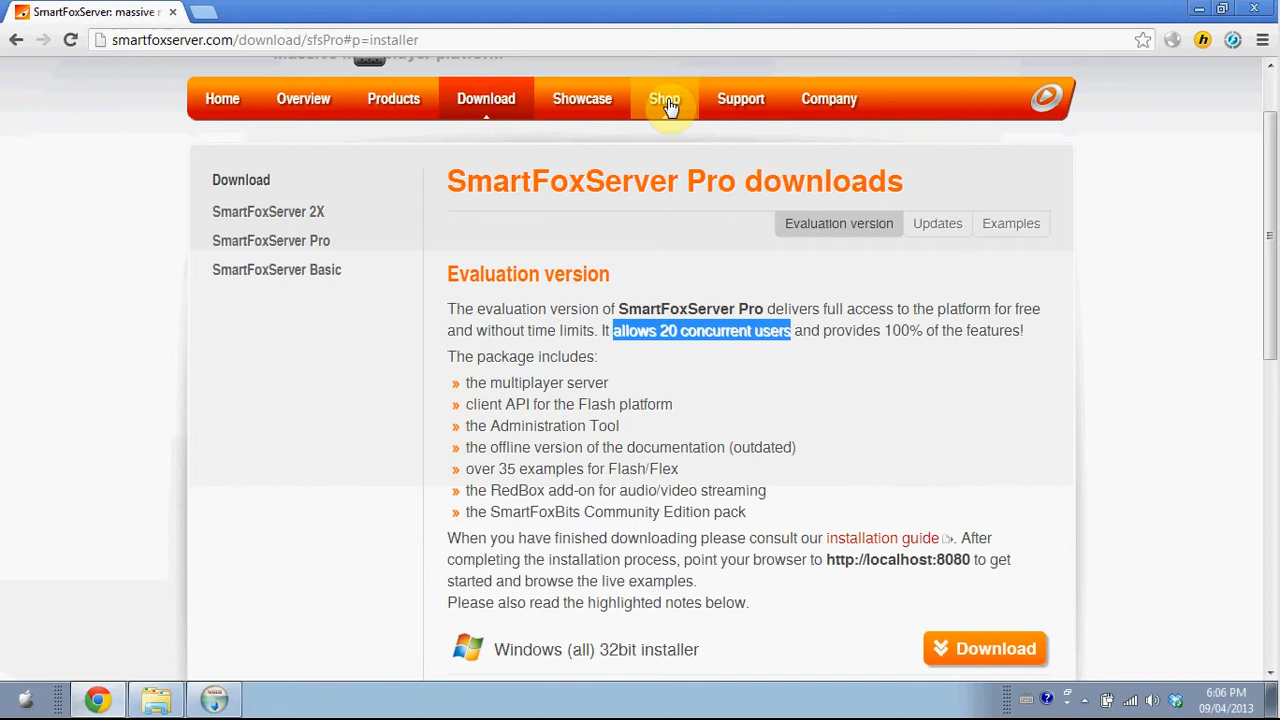 SmartFoxServer: massive
smartfoxserver.com/download/sfsPro#p=installer
Home Overview Products Download Showcase Shop Support Company
Download
SmartFoxServer 2X
SmartFoxServer Pro
SmartFoxServer Basic
SmartFoxServer Pro downloads
Evaluation version Updates Examples
Evaluation version
The evaluation version of SmartFoxServer Pro delivers full access to the platform for free
and without time limits. It allows 20 concurrent users and provides 100% of the features!
The package includes:
» the multiplayer server
» client API for the Flash platform
» the Administration Tool
» the offline version of the documentation (outdated)
» over 35 examples for Flash/Flex
» the RedBox add-on for audio/video streaming
» the SmartFoxBits Community Edition pack
When you have finished downloading please consult our installation guide. After
completing the installation process, point your browser to http://localhost:8080 to get
started and browse the live examples.
Please also read the highlighted notes below.
Windows (all) 32bit installer Download
6:06 PM
09/04/2013